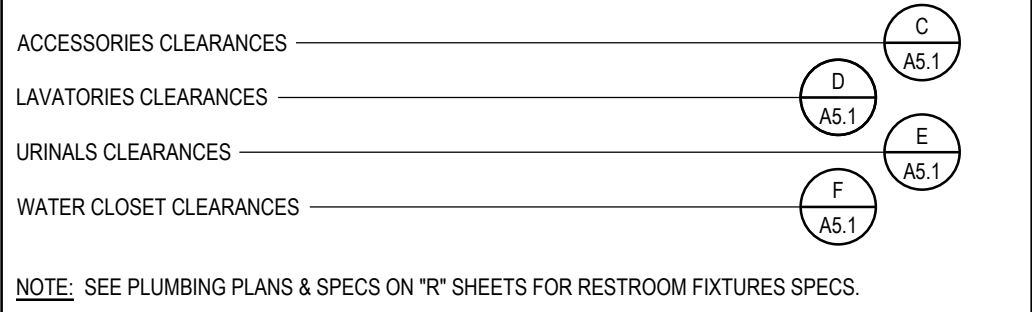 ACCESSORIES CLEARANCES
C
A5.1
LAVATORIES CLEARANCES
D
A5.1
URINALS CLEARANCES
E
A5.1
WATER CLOSET CLEARANCES
F
A5.1
NOTE: SEE PLUMBING PLANS & SPECS ON "R" SHEETS FOR RESTROOM FIXTURES SPECS.